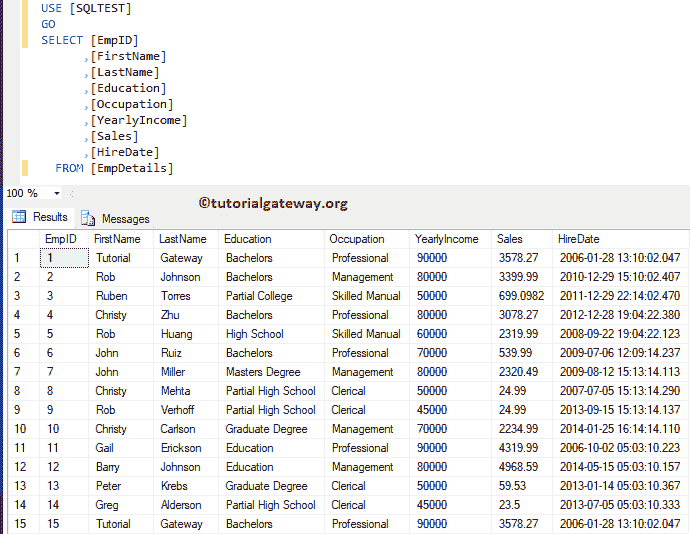 USE [SQLTEST]
GO
SELECT [EmpID]
,[FirstName]
,[LastName]
,[Education]
,[Occupation]
,[YearlyIncome]
,[Sales]
,[HireDate]
FROM [EmpDetails]
100 %
©tutorialgateway.org
Results Messages
EmpID FirstName LastName Education Occupation YearlyIncome Sales HireDate
1 1 Tutorial Gateway Bachelors Professional 90000 3578.27 2006-01-28 13:10:02.047
2 2 Rob Johnson Bachelors Management 80000 3399.99 2010-12-29 15:10:02.407
3 3 Ruben Torres Partial College Skilled Manual 50000 699.0982 2011-12-29 22:14:02.470
4 4 Christy Zhu Bachelors Professional 80000 3078.27 2012-12-28 19:04:22.380
5 5 Rob Huang High School Skilled Manual 60000 2319.99 2008-09-22 19:04:22.123
6 6 John Ruiz Bachelors Professional 70000 539.99 2009-07-06 12:09:14.237
7 7 John Miller Masters Degree Management 80000 2320.49 2009-08-12 15:13:14.113
8 8 Christy Mehta Partial High School Clerical 50000 24.99 2007-07-05 15:13:14.290
9 9 Rob Verhoff Partial High School Clerical 45000 24.99 2013-09-15 15:13:14.137
10 10 Christy Carlson Graduate Degree Management 70000 2234.99 2014-01-25 16:14:14.110
11 11 Gail Erickson Education Professional 90000 4319.99 2006-10-02 05:03:10.223
12 12 Barry Johnson Education Management 80000 4968.59 2014-05-15 05:03:10.157
13 13 Peter Krebs Graduate Degree Clerical 50000 59.53 2013-01-14 05:03:10.367
14 14 Greg Alderson Partial High School Clerical 45000 23.5 2013-07-05 05:03:10.333
15 15 Tutorial Gateway Bachelors Professional 90000 3578.27 2006-01-28 13:10:02.047